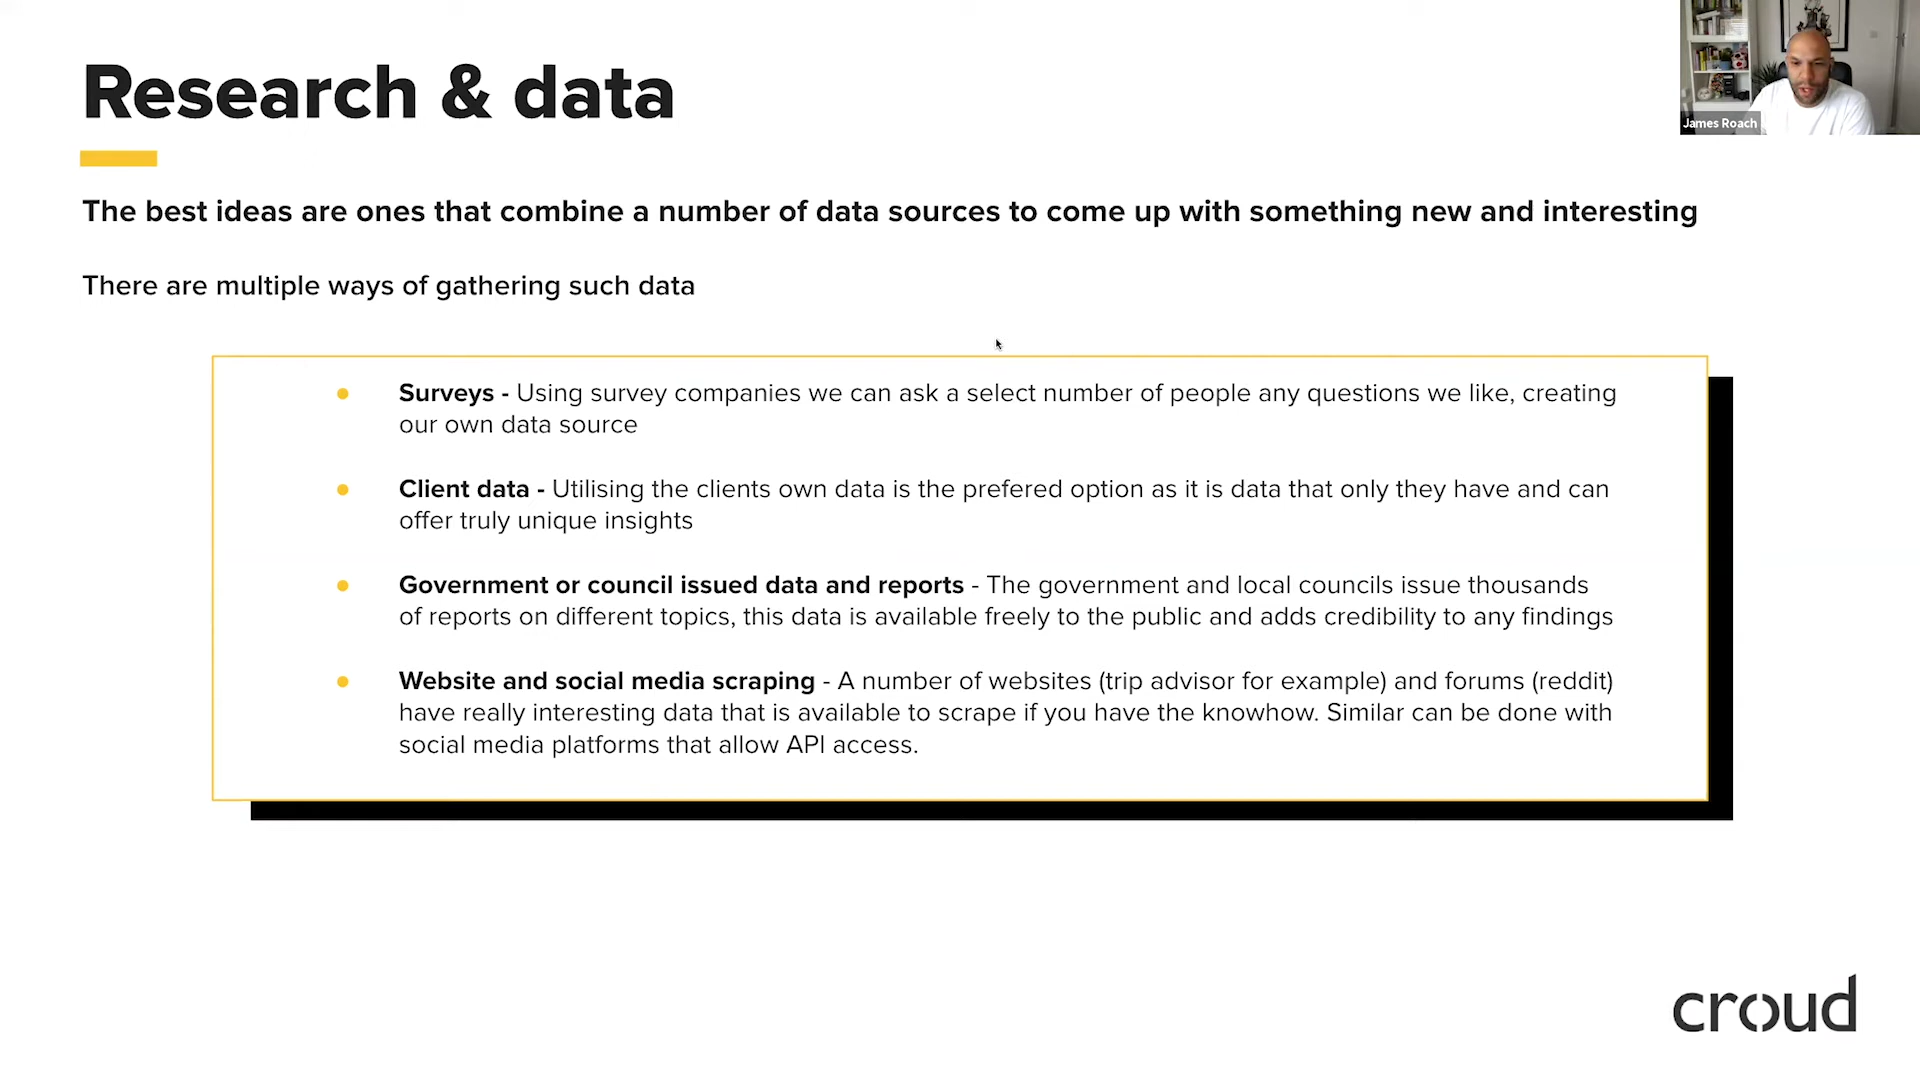 Research & data
James Roach
The best ideas are ones that combine a number of data sources to come up with something new and interesting
There are multiple ways of gathering such data
● Surveys - Using survey companies we can ask a select number of people any questions we like, creating
our own data source
● Client data - Utilising the clients own data is the prefered option as it is data that only they have and can
offer truly unique insights
● Government or council issued data and reports - The government and local councils issue thousands
of reports on different topics, this data is available freely to the public and adds credibility to any findings
● Website and social media scraping - A number of websites (trip advisor for example) and forums (reddit)
have really interesting data that is available to scrape if you have the knowhow. Similar can be done with
social media platforms that allow API access.
croud